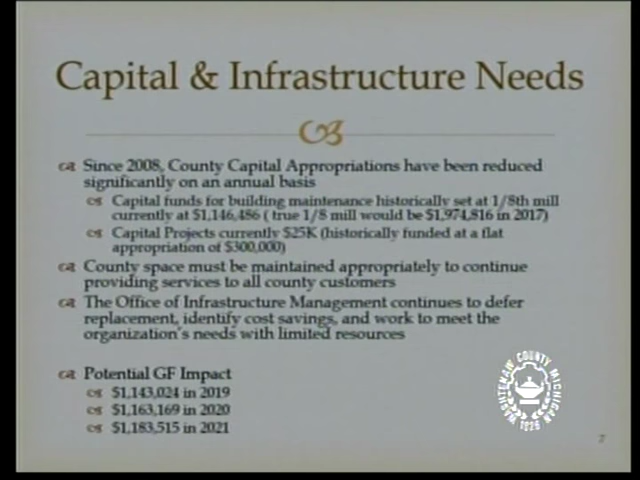 Capital & Infrastructure Needs
Since 2008, County Capital Appropriations have been reduced
significantly on an annual basis
Capital funds for building maintenance historically set at 1/8th mill
currently at $1,146,486 ( true 1/8 mill would be $1,974,816 in 2017)
Capital Projects currently $25K (historically funded at a flat
appropriation of $300,000)
County space must be maintained appropriately to continue
providing services to all county customers
The Office of Infrastructure Management continues to defer
replacement, identify cost savings, and work to meet the
organization's needs with limited resources
Potential GF Impact
$1,143,024 in 2019
$1,163,169 in 2020
$1,183,515 in 2021
WASHTENAW COUNTY MICHIGAN
1826
7